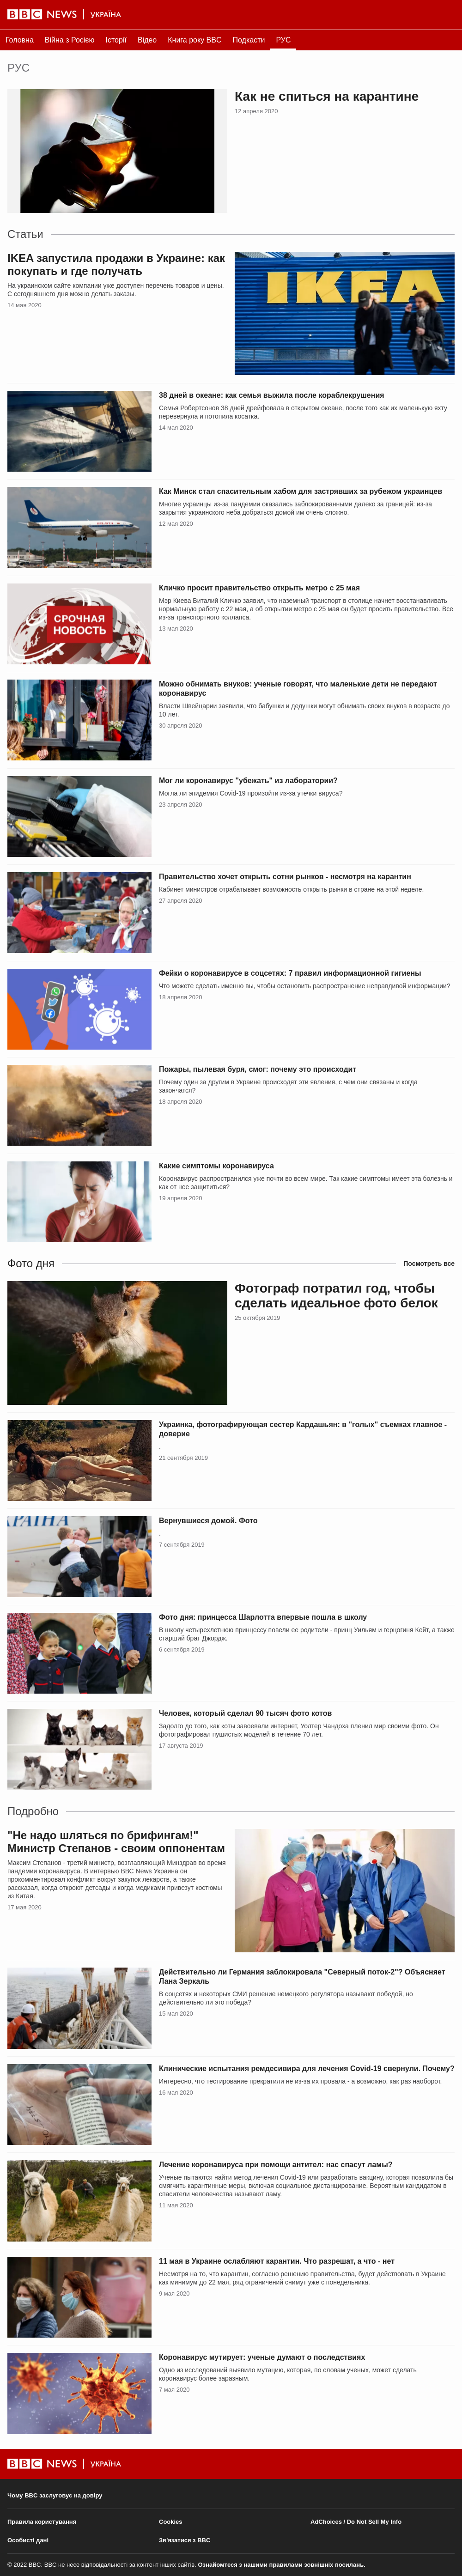 BBC NEWS | УКРАЇНА
Головна
Війна з Росією
Історії
Відео
Книга року BBC
Подкасти
РУС
РУС
Как не спиться на карантине
12 апреля 2020
Статьи
IKEA запустила продажи в Украине: как
покупать и где получать
На украинском сайте компании уже доступен перечень товаров и цены.
С сегодняшнего дня можно делать заказы.
14 мая 2020
IKEA
38 дней в океане: как семья выжила после кораблекрушения
Семья Робертсонов 38 дней дрейфовала в открытом океане, после того как их маленькую яхту
перевернула и потопила косатка.
14 мая 2020
Как Минск стал спасительным хабом для застрявших за рубежом украинцев
Многие украинцы из-за пандемии оказались заблокированными далеко за границей: из-за
закрытия украинского неба добраться домой им очень сложно.
12 мая 2020
СРОЧНАЯ
НОВОСТЬ
Кличко просит правительство открыть метро с 25 мая
Мэр Киева Виталий Кличко заявил, что наземный транспорт в столице начнет восстанавливать
нормальную работу с 22 мая, а об открытии метро с 25 мая он будет просить правительство. Все
из-за транспортного коллапса.
13 мая 2020
Можно обнимать внуков: ученые говорят, что маленькие дети не передают
коронавирус
Власти Швейцарии заявили, что бабушки и дедушки могут обнимать своих внуков в возрасте до
10 лет.
30 апреля 2020
Мог ли коронавирус "убежать" из лаборатории?
Могла ли эпидемия Covid-19 произойти из-за утечки вируса?
23 апреля 2020
Правительство хочет открыть сотни рынков - несмотря на карантин
Кабинет министров отрабатывает возможность открыть рынки в стране на этой неделе.
27 апреля 2020
Фейки о коронавирусе в соцсетях: 7 правил информационной гигиены
Что можете сделать именно вы, чтобы остановить распространение неправдивой информации?
18 апреля 2020
Пожары, пылевая буря, смог: почему это происходит
Почему один за другим в Украине происходят эти явления, с чем они связаны и когда
закончатся?
18 апреля 2020
Какие симптомы коронавируса
Коронавирус распространился уже почти во всем мире. Так какие симптомы имеет эта болезнь и
как от нее защититься?
19 апреля 2020
Фото дня
Посмотреть все
Фотограф потратил год, чтобы
сделать идеальное фото белок
25 октября 2019
Украинка, фотографирующая сестер Кардашьян: в "голых" съемках главное -
доверие
.
21 сентября 2019
Вернувшиеся домой. Фото
.
7 сентября 2019
Фото дня: принцесса Шарлотта впервые пошла в школу
В школу четырехлетнюю принцессу повели ее родители - принц Уильям и герцогиня Кейт, а также
старший брат Джордж.
6 сентября 2019
Человек, который сделал 90 тысяч фото котов
Задолго до того, как коты завоевали интернет, Уолтер Чандоха пленил мир своими фото. Он
фотографировал пушистых моделей в течение 70 лет.
17 августа 2019
Подробно
"Не надо шляться по брифингам!"
Министр Степанов - своим оппонентам
Максим Степанов - третий министр, возглавляющий Минздрав во время
пандемии коронавируса. В интервью BBC News Украина он
прокомментировал конфликт вокруг закупок лекарств, а также
рассказал, когда откроют детсады и когда медиками привезут костюмы
из Китая.
17 мая 2020
Действительно ли Германия заблокировала "Северный поток-2"? Объясняет
Лана Зеркаль
В соцсетях и некоторых СМИ решение немецкого регулятора называют победой, но
действительно ли это победа?
15 мая 2020
Клинические испытания ремдесивира для лечения Covid-19 свернули. Почему?
Интересно, что тестирование прекратили не из-за их провала - а возможно, как раз наоборот.
16 мая 2020
Лечение коронавируса при помощи антител: нас спасут ламы?
Ученые пытаются найти метод лечения Covid-19 или разработать вакцину, которая позволила бы
смягчить карантинные меры, включая социальное дистанцирование. Вероятным кандидатом в
спасители человечества называют ламу.
11 мая 2020
11 мая в Украине ослабляют карантин. Что разрешат, а что - нет
Несмотря на то, что карантин, согласно решению правительства, будет действовать в Украине
как минимум до 22 мая, ряд ограничений снимут уже с понедельника.
9 мая 2020
Коронавирус мутирует: ученые думают о последствиях
Одно из исследований выявило мутацию, которая, по словам ученых, может сделать
коронавирус более заразным.
7 мая 2020
BBC NEWS | УКРАЇНА
Чому BBC заслуговує на довіру
Правила користування
Cookies
AdChoices / Do Not Sell My Info
Особисті дані
Зв'язатися з BBC
© 2022 BBC. BBC не несе відповідальності за контент інших сайтів. Ознайомтеся з нашими правилами зовнішніх посилань.